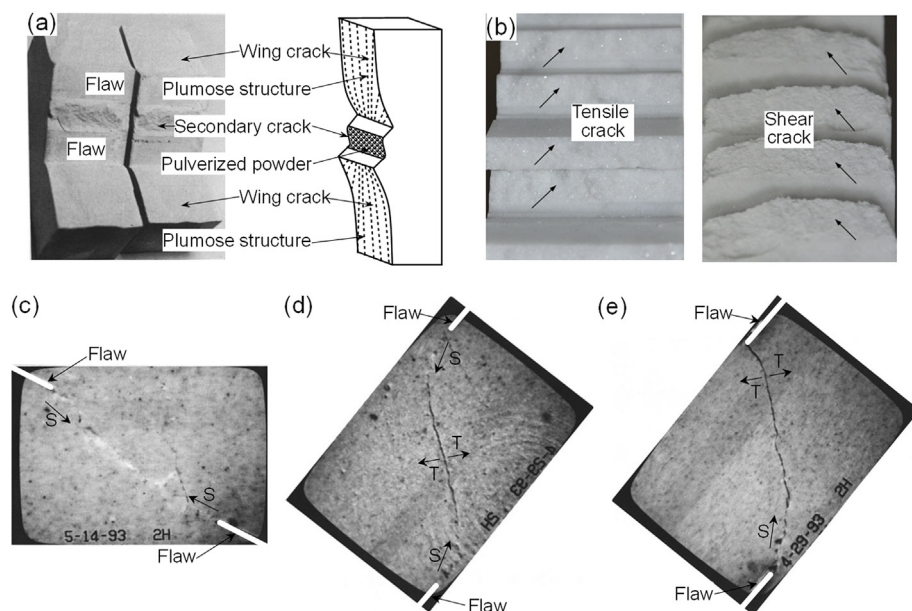 (a)
Flaw
Flaw
Wing crack
Plumose structure
Secondary crack
Pulverized powder
Wing crack
Plumose structure
(b)
Tensile
crack
Shear
crack
(c)
Flaw
S
S
5-14-93 2H
Flaw
(d)
Flaw
S
T
T
S
HS
Flaw
(e)
Flaw
T
T
S
4-29-93 2H
Flaw